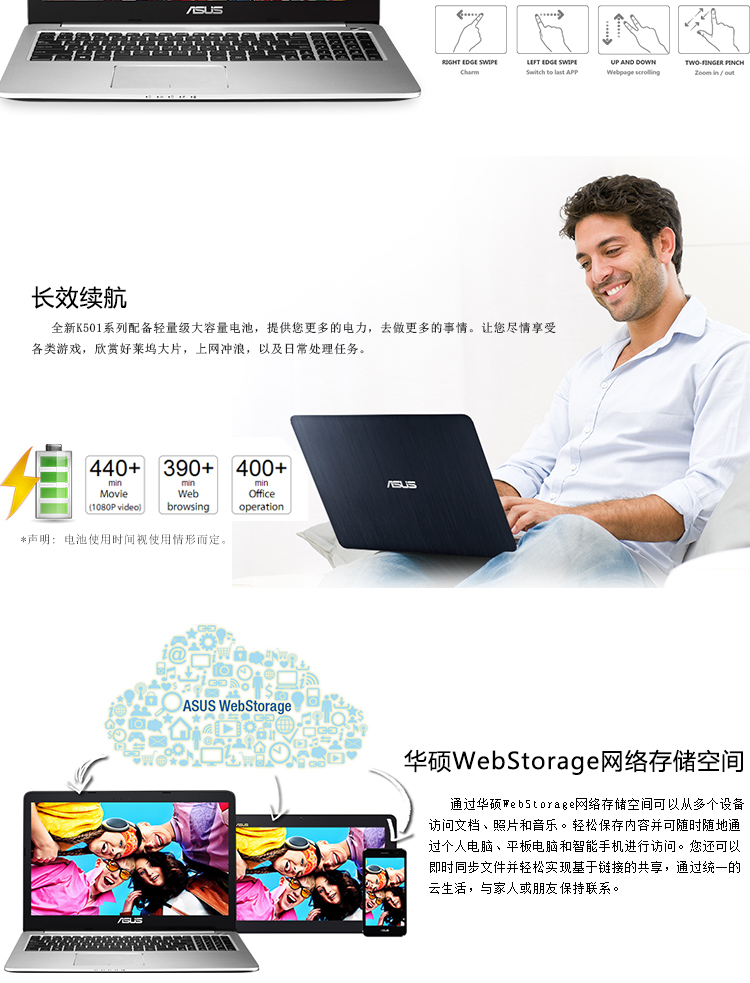 ASUS
RIGHT EDGE SWIPE
Charm
LEFT EDGE SWIPE
Switch to last APP
UP AND DOWN
Webpage scrolling
TWO-FINGER PINCH
Zoom in / out
长效续航
全新K501系列配备轻量级大容量电池，提供您更多的电力，去做更多的事情。让您尽情享受
各类游戏，欣赏好莱坞大片，上网冲浪，以及日常处理任务。
440+
min
Movie
(1080P video)
390+
min
Web
browsing
400+
min
Office
operation
ASUS
*声明: 电池使用时间视使用情形而定。
ASUS WebStorage
华硕WebStorage网络存储空间
通过华硕WebStorage网络存储空间可以从多个设备
访问文档、照片和音乐。轻松保存内容并可随时随地通
过个人电脑、平板电脑和智能手机进行访问。您还可以
即时同步文件并轻松实现基于链接的共享，通过统一的
云生活，与家人或朋友保持联系。
ASUS
ASUS
ASUS